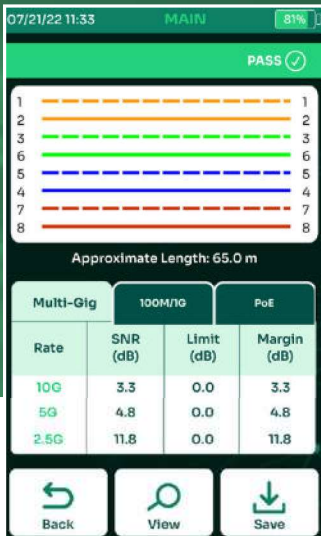 07/21/22 11:33 MAIN 81%
PASS
1 1
2 2
3 3
6 6
5 5
4 4
7 7
8 8
Approximate Length: 65.0 m
Multi-Gig 100M/1G PoE
Rate SNR (dB) Limit (dB) Margin (dB)
10G 3.3 0.0 3.3
5G 4.8 0.0 4.8
2.5G 11.8 0.0 11.8
Back View Save